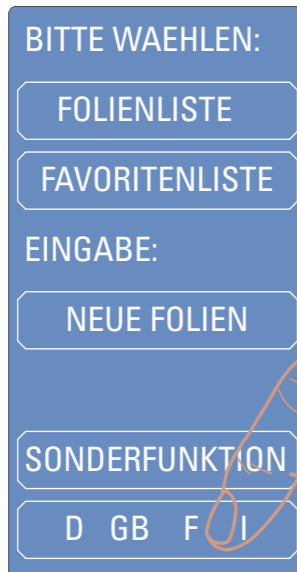 BITTE WAEHLEN:
FOLIENLISTE
FAVORITENLISTE
EINGABE:
NEUE FOLIEN
SONDERFUNKTION
D GB F I